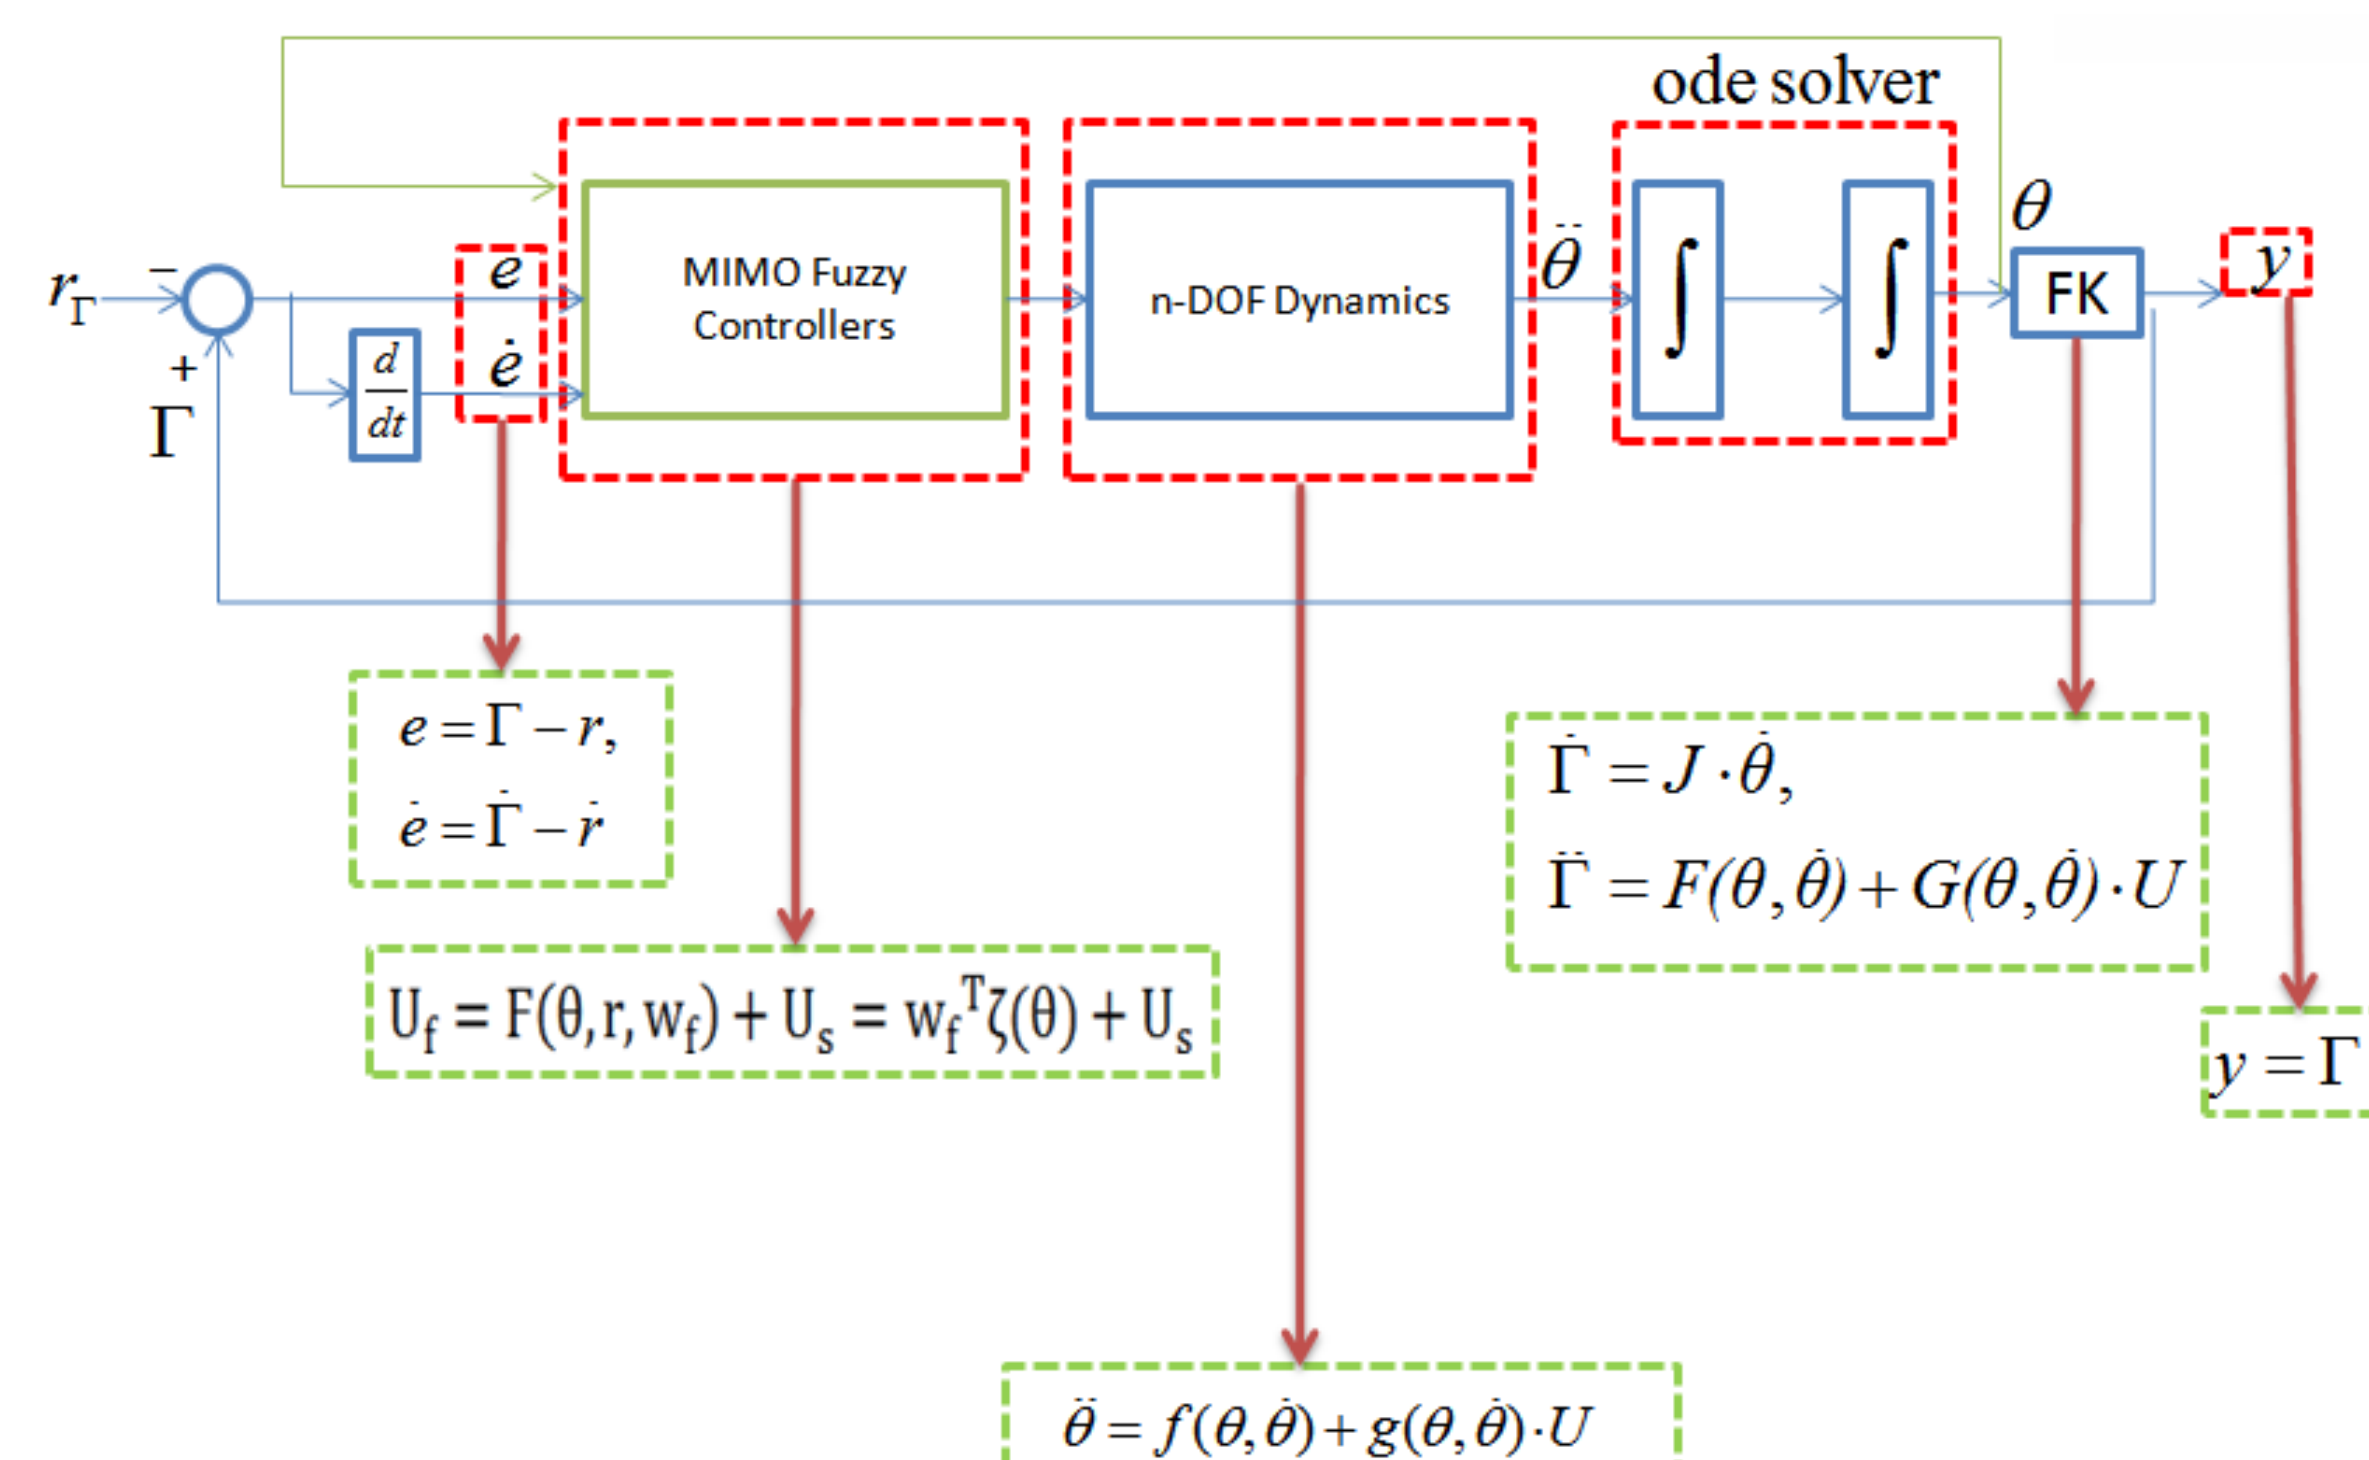 ode solver
θ
r_Γ
−
e
MIMO Fuzzy
Controllers
n-DOF Dynamics
θ̈
∫
∫
FK
y
+
Γ
d
dt
ė
e = Γ − r,
ė = Γ̇ − ṙ
Γ̇ = J · θ̇,
Γ̈ = F(θ, θ̇) + G(θ, θ̇) · U
U_f = F(θ, r, w_f) + U_s = w_f^T ζ(θ) + U_s
y = Γ
θ̈ = f(θ, θ̇) + g(θ, θ̇) · U